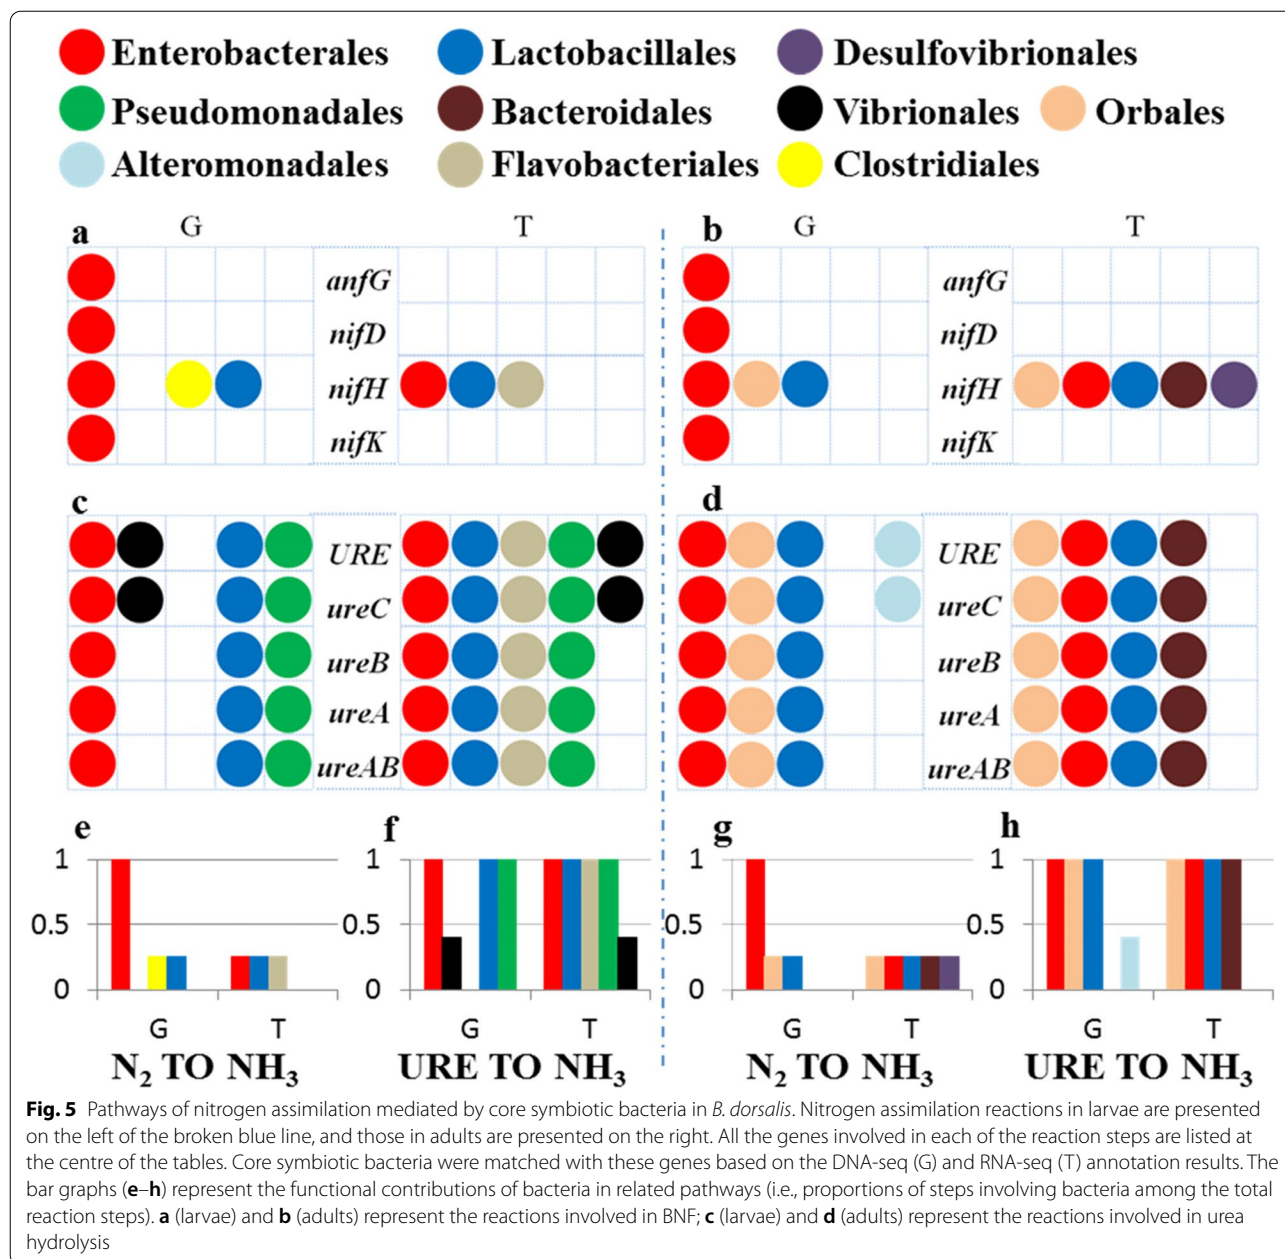 Enterobacterales Lactobacillales Desulfovibrionales
Pseudomonadales Bacteroidales Vibrionales Orbales
Alteromonadales Flavobacteriales Clostridiales
a G T b G T
anfG anfG
nifD nifD
nifH nifH
nifK nifK
c d
URE URE
ureC ureC
ureB ureB
ureA ureA
ureAB ureAB
e f g h
1 1 1 1
0.5 0.5 0.5 0.5
0 0 0 0
G T G T G T G T
N₂ TO NH₃ URE TO NH₃ N₂ TO NH₃ URE TO NH₃
Fig. 5 Pathways of nitrogen assimilation mediated by core symbiotic bacteria in B. dorsalis. Nitrogen assimilation reactions in larvae are presented
on the left of the broken blue line, and those in adults are presented on the right. All the genes involved in each of the reaction steps are listed at
the centre of the tables. Core symbiotic bacteria were matched with these genes based on the DNA-seq (G) and RNA-seq (T) annotation results. The
bar graphs (e–h) represent the functional contributions of bacteria in related pathways (i.e., proportions of steps involving bacteria among the total
reaction steps). a (larvae) and b (adults) represent the reactions involved in BNF; c (larvae) and d (adults) represent the reactions involved in urea
hydrolysis